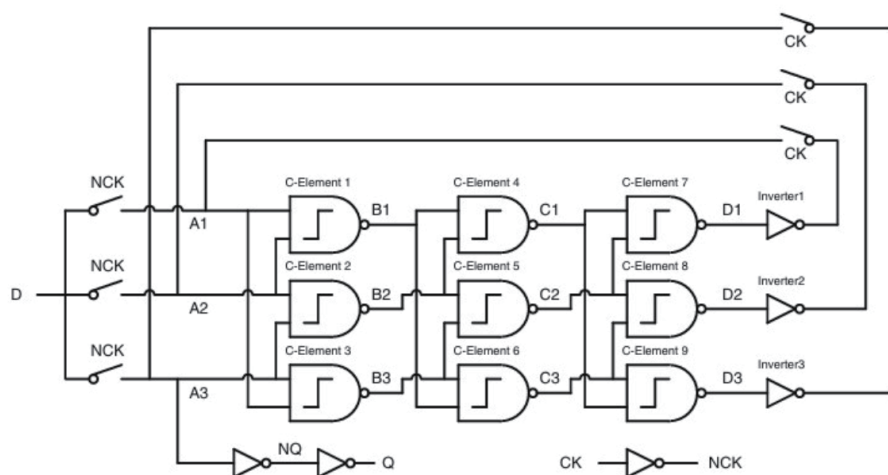 CK
CK
CK
NCK
C-Element 1
C-Element 4
C-Element 7
A1
B1
C1
D1
Inverter1
NCK
C-Element 2
C-Element 5
C-Element 8
D
A2
B2
C2
D2
Inverter2
NCK
C-Element 3
C-Element 6
C-Element 9
A3
B3
C3
D3
Inverter3
NQ
Q
CK
NCK